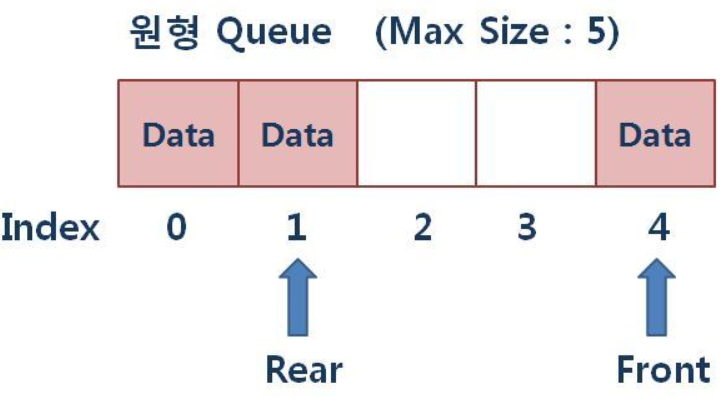 원형 Queue (Max Size : 5)
Data Data Data
Index 0 1 2 3 4
Rear Front